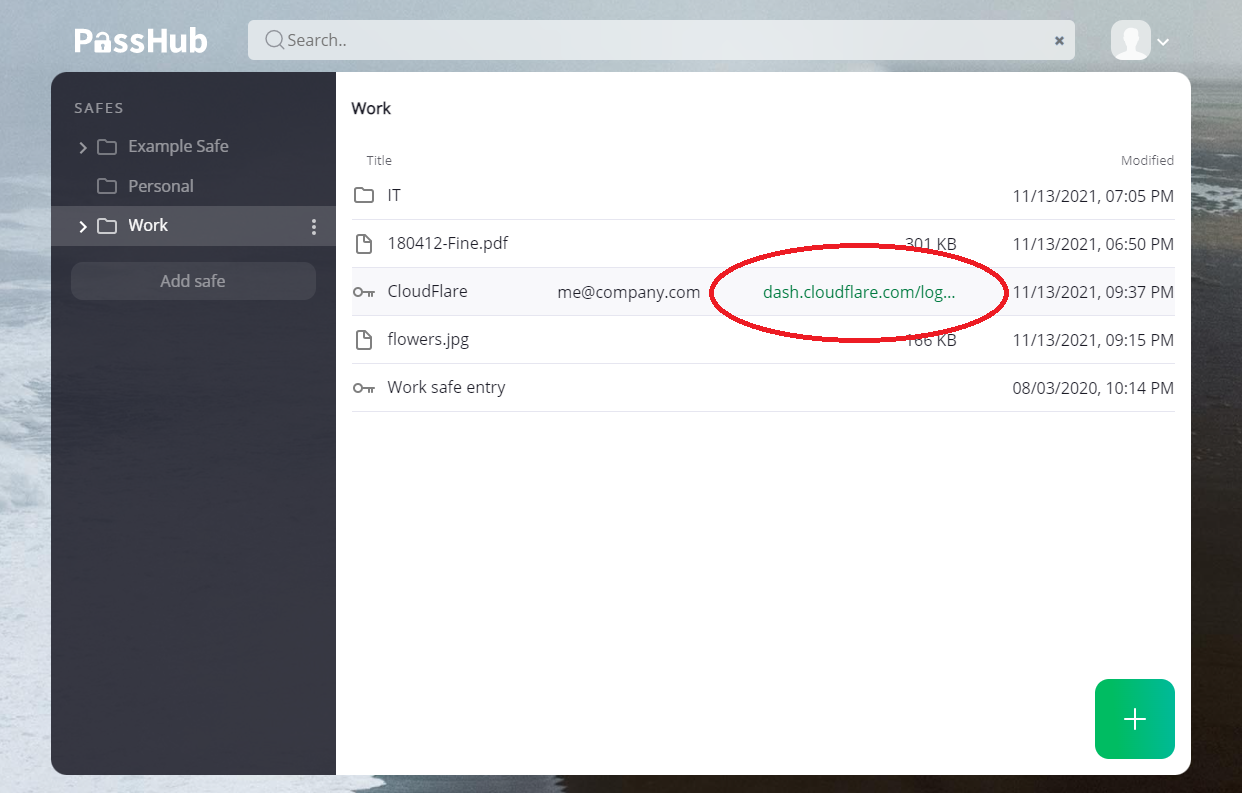 PassHub
Search..
SAFES
Example Safe
Personal
Work
Add safe
Work
Title Modified
IT 11/13/2021, 07:05 PM
180412-Fine.pdf 301 KB 11/13/2021, 06:50 PM
CloudFlare me@company.com dash.cloudflare.com/log... 11/13/2021, 09:37 PM
flowers.jpg 166 KB 11/13/2021, 09:15 PM
Work safe entry 08/03/2020, 10:14 PM